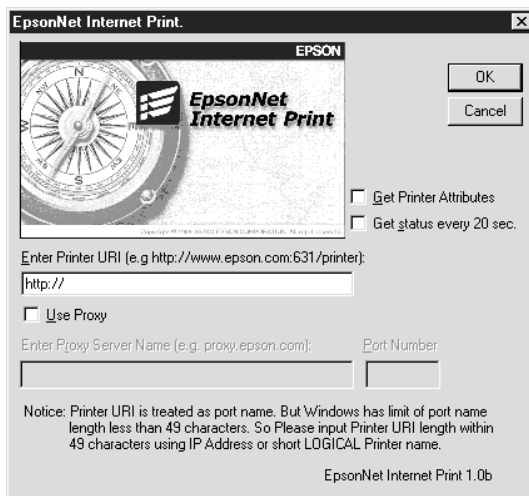 EpsonNet Internet Print.
EPSON
N
EpsonNet
Internet Print
OK
Cancel
Get Printer Attributes
Get status every 20 sec.
Enter Printer URI (e.g http://www.epson.com:631/printer):
http://
Use Proxy
Enter Proxy Server Name (e.g. proxy.epson.com):
Port Number
Notice: Printer URI is treated as port name. But Windows has limit of port name
length less than 49 characters. So Please input Printer URI length within
49 characters using IP Address or short LOGICAL Printer name.
EpsonNet Internet Print 1.0b